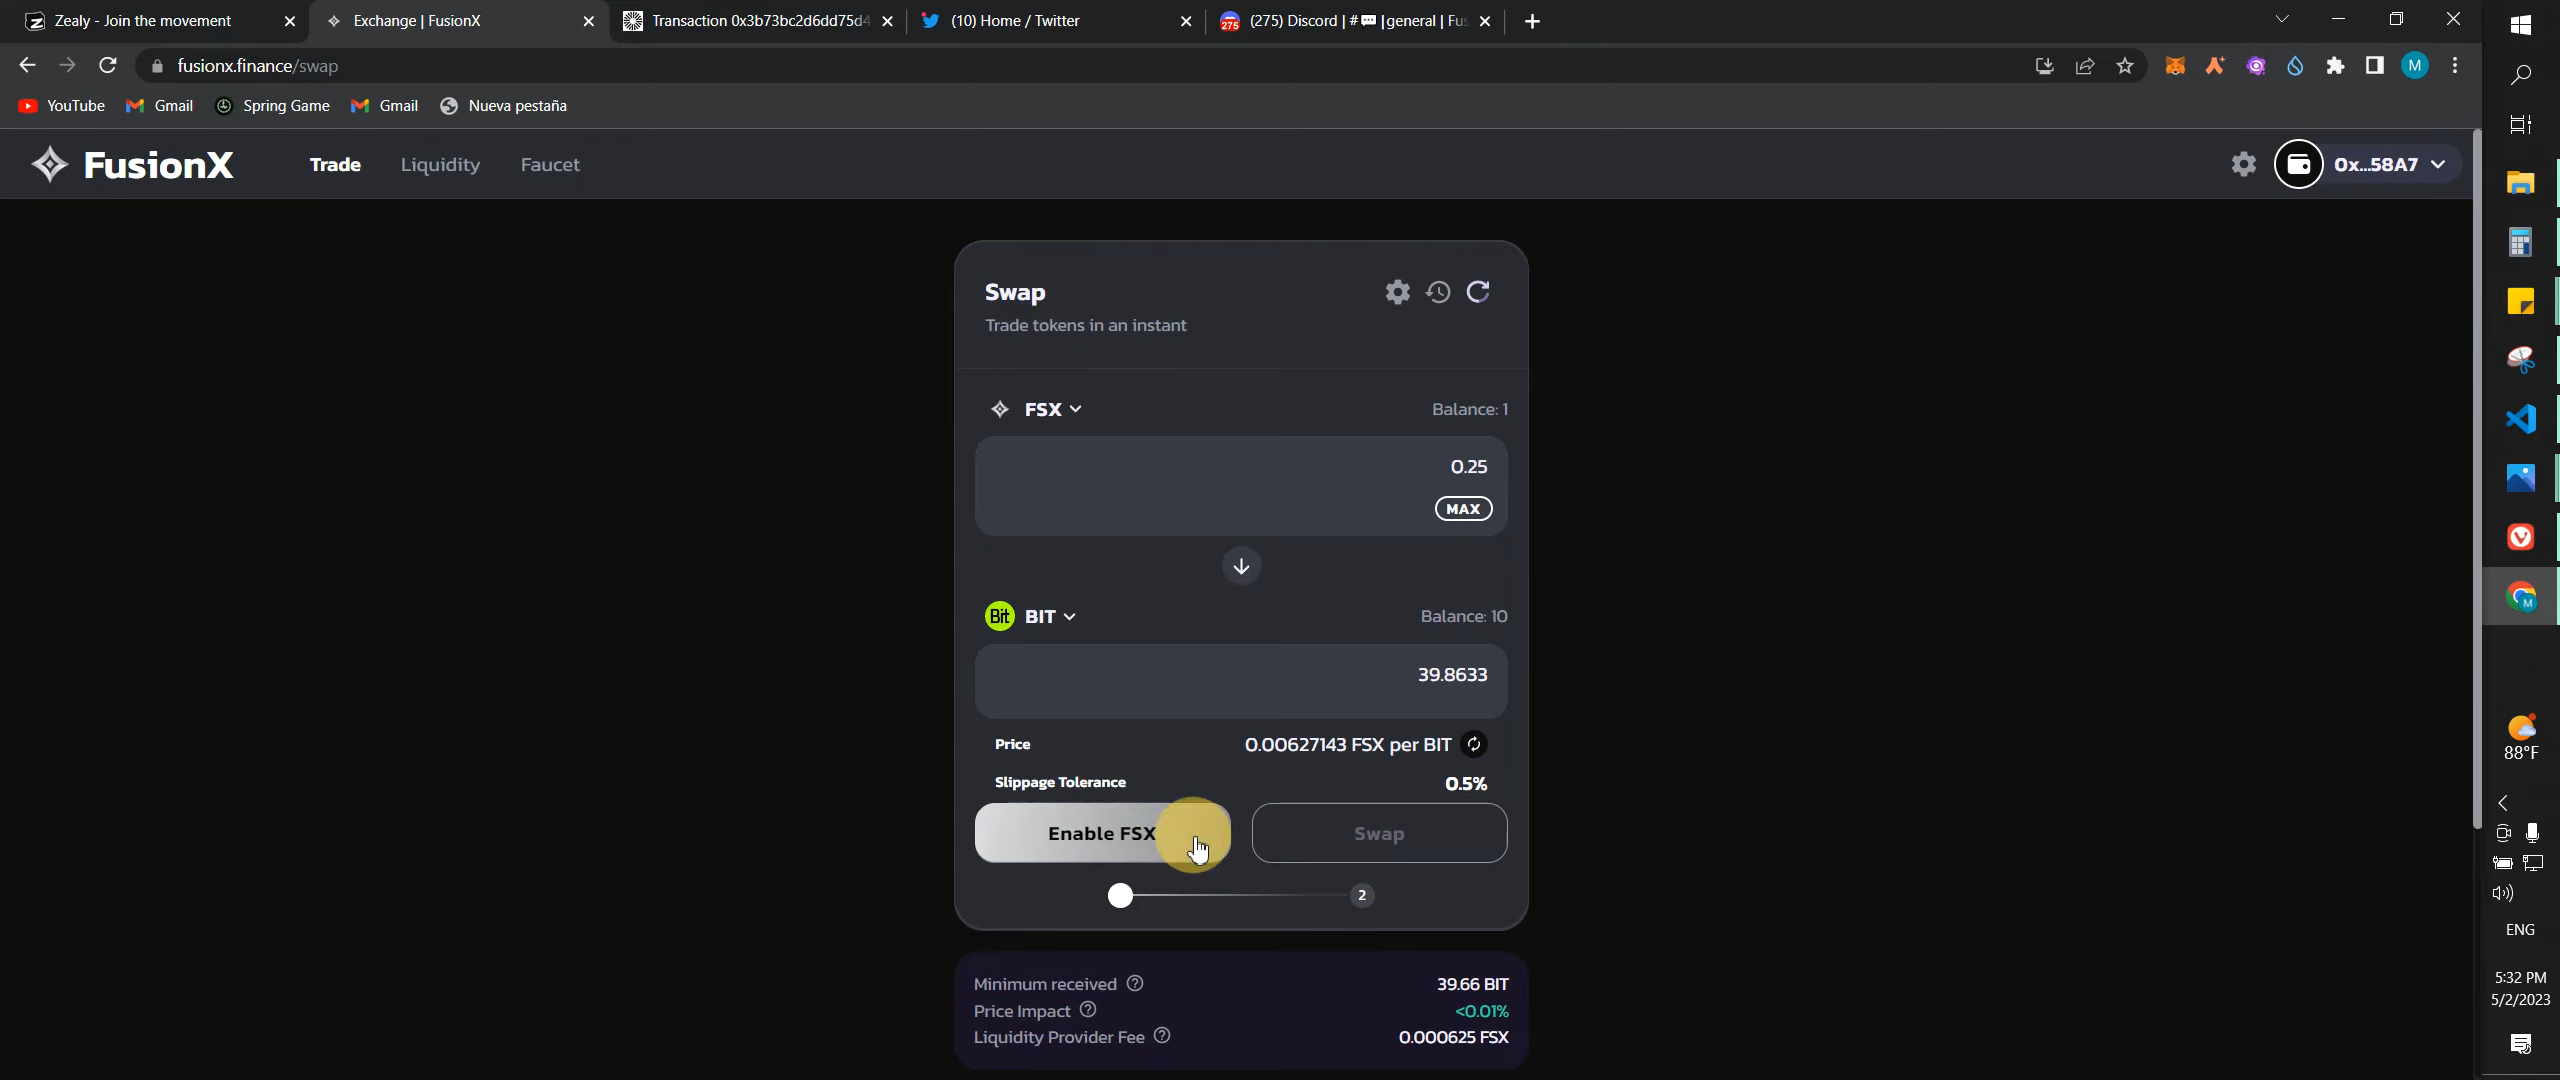 Zealy - Join the movement
Exchange | FusionX
Transaction 0x3b73bc2d6dd75d4
(10) Home / Twitter
275
(275) Discord | #💬 | general | Fus
fusionx.finance/swap
M
YouTube
Gmail
Spring Game
Gmail
Nueva pestaña
FusionX
Trade
Liquidity
Faucet
0x...58A7
Swap
Trade tokens in an instant
FSX
Balance: 1
0.25
MAX
Bit
BIT
Balance: 10
39.8633
Price
0.00627143 FSX per BIT
Slippage Tolerance
0.5%
Enable FSX
Swap
2
Minimum received
39.66 BIT
Price Impact
<0.01%
Liquidity Provider Fee
0.000625 FSX
M
88°F
ENG
5:32 PM
5/2/2023